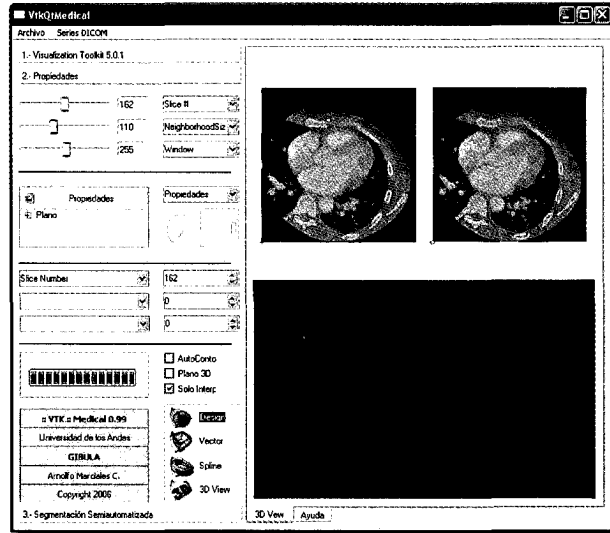 VtkQtMedical
Archivo Series DICOM
1.- Visualization Toolkit 5.0.1
2.- Propiedades
162 Slice #
110 NeighborhoodSiz
255 Window
Propiedades
Propiedades
Plano
Slice Number 162
0
0
AutoConto
Plano 3D
Solo Interp
:: VTK :: Medical 0.99
Universidad de los Andes
GIBULA
Arnolfo Marciales C.
Copyright 2006
Design
Vector
Spline
3D View
3.- Segmentación Semiautomatizada
3D View Ayuda